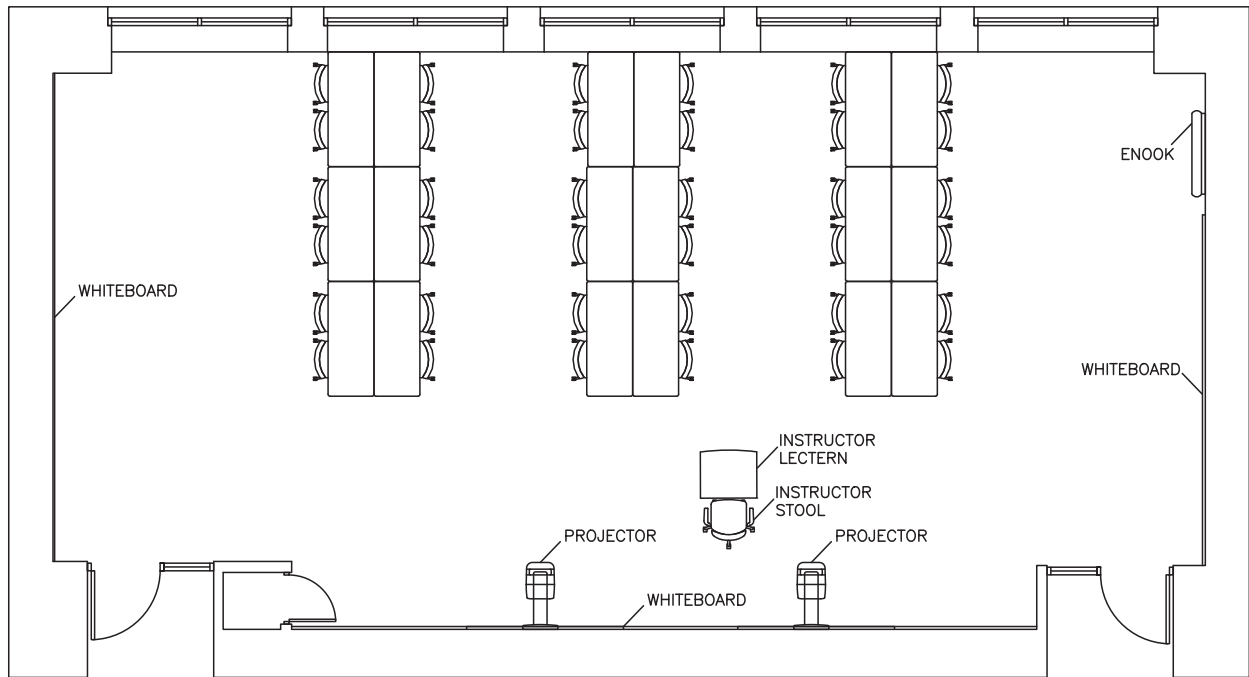 ENOOK
WHITEBOARD
WHITEBOARD
INSTRUCTOR
LECTERN
INSTRUCTOR
STOOL
PROJECTOR
PROJECTOR
WHITEBOARD